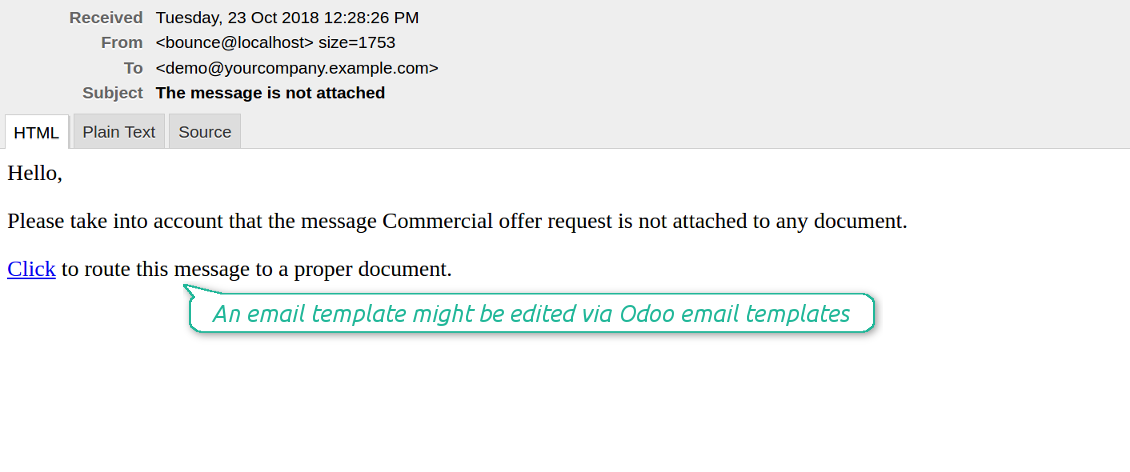 Received Tuesday, 23 Oct 2018 12:28:26 PM
From <bounce@localhost> size=1753
To <demo@yourcompany.example.com>
Subject The message is not attached
HTML Plain Text Source
Hello,
Please take into account that the message Commercial offer request is not attached to any document.
Click to route this message to a proper document.
An email template might be edited via Odoo email templates